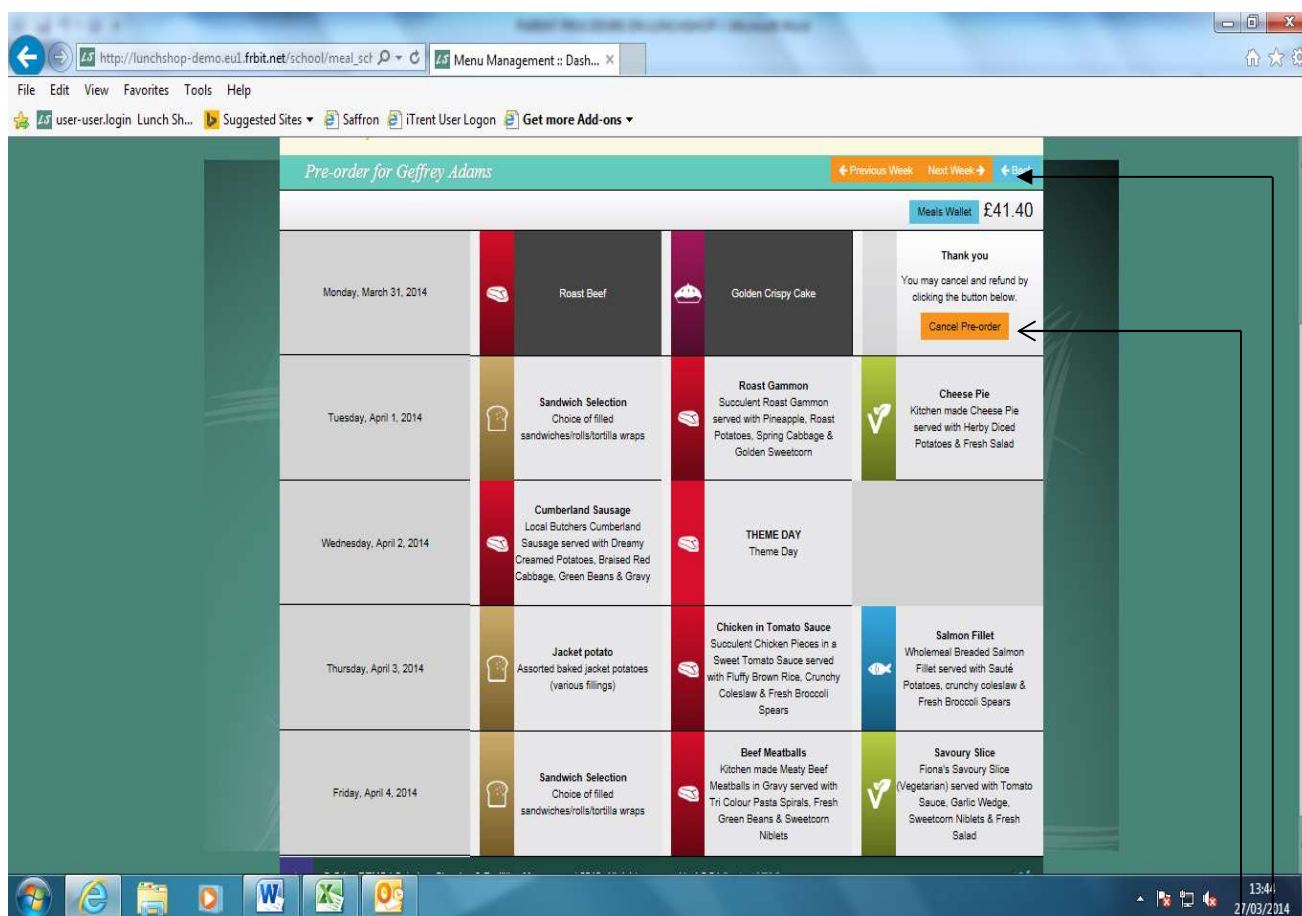 http://lunchshop-demo.eu1.frbit.net/school/meal_sch
Menu Management :: Dash...
File Edit View Favorites Tools Help
user-user.login Lunch Sh... Suggested Sites Saffron iTrent User Logon Get more Add-ons
Pre-order for Geffrey Adams
Previous Week Next Week Back
Meals Wallet £41.40
Monday, March 31, 2014
Roast Beef
Golden Crispy Cake
Thank you
You may cancel and refund by
clicking the button below.
Cancel Pre-order
Tuesday, April 1, 2014
Sandwich Selection
Choice of filled
sandwiches/rolls/tortilla wraps
Roast Gammon
Succulent Roast Gammon
served with Pineapple, Roast
Potatoes, Spring Cabbage &
Golden Sweetcorn
Cheese Pie
Kitchen made Cheese Pie
served with Herby Diced
Potatoes & Fresh Salad
Wednesday, April 2, 2014
Cumberland Sausage
Local Butchers Cumberland
Sausage served with Dreamy
Creamed Potatoes, Braised Red
Cabbage, Green Beans & Gravy
THEME DAY
Theme Day
Thursday, April 3, 2014
Jacket potato
Assorted baked jacket potatoes
(various fillings)
Chicken in Tomato Sauce
Succulent Chicken Pieces in a
Sweet Tomato Sauce served
with Fluffy Brown Rice, Crunchy
Coleslaw & Fresh Broccoli
Spears
Salmon Fillet
Wholemeal Breaded Salmon
Fillet served with Sauté
Potatoes, crunchy coleslaw &
Fresh Broccoli Spears
Friday, April 4, 2014
Sandwich Selection
Choice of filled
sandwiches/rolls/tortilla wraps
Beef Meatballs
Kitchen made Meaty Beef
Meatballs in Gravy served with
Tri Colour Pasta Spirals, Fresh
Green Beans & Sweetcorn
Niblets
Savoury Slice
Fiona's Savoury Slice
(Vegetarian) served with Tomato
Sauce, Garlic Wedge,
Sweetcorn Niblets & Fresh
Salad
13:44
27/03/2014